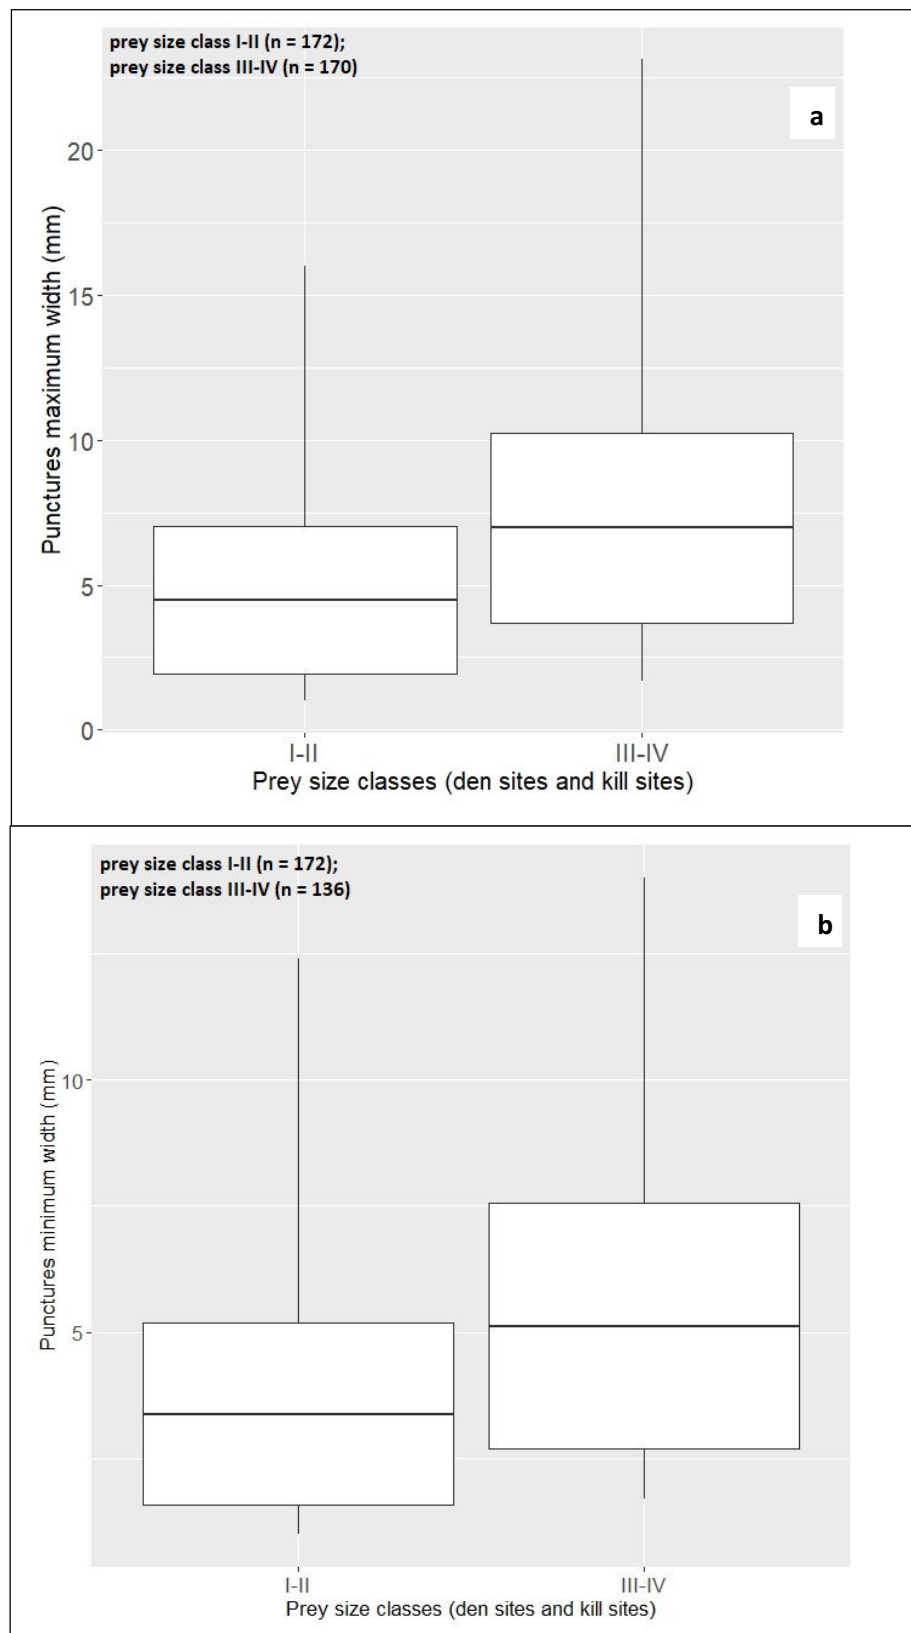 prey size class I-II (n = 172);
prey size class III-IV (n = 170)
a
20
15
10
5
0
Punctures maximum width (mm)
I-II
III-IV
Prey size classes (den sites and kill sites)
prey size class I-II (n = 172);
prey size class III-IV (n = 136)
b
10
5
Punctures minimum width (mm)
I-II
III-IV
Prey size classes (den sites and kill sites)